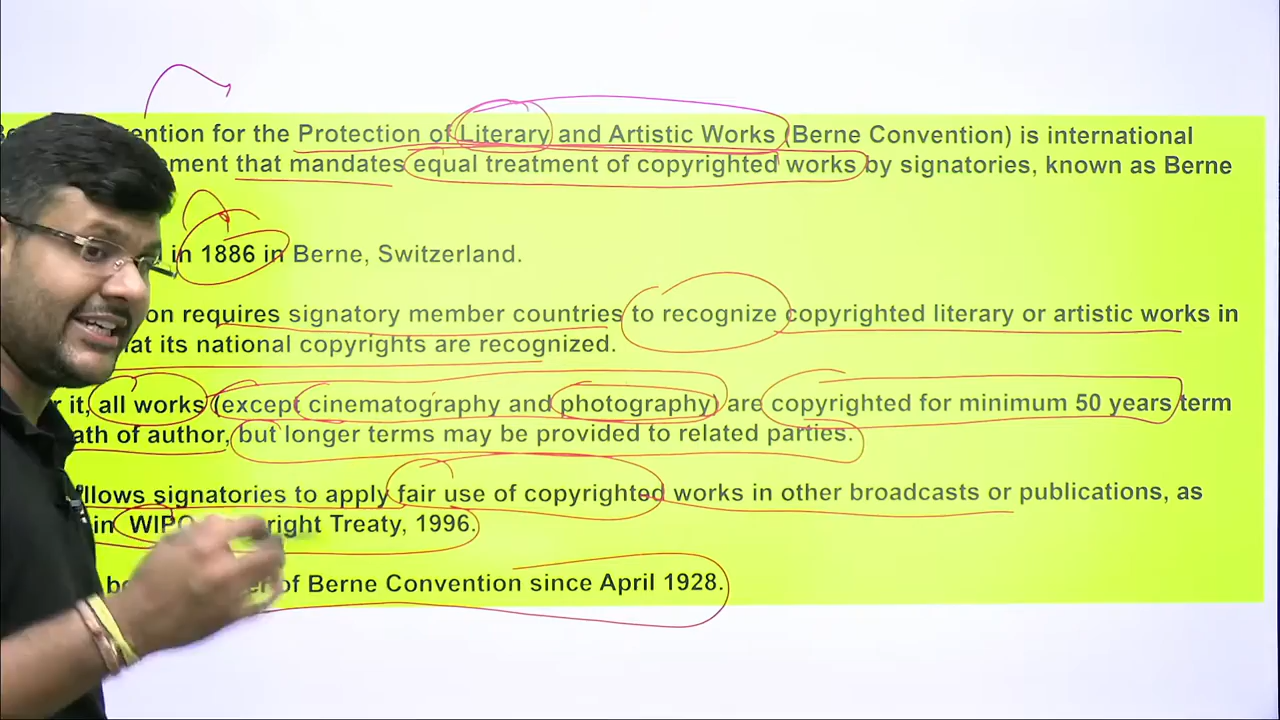 ention for the Protection of Literary and Artistic Works (Berne Convention) is international
ement that mandates equal treatment of copyrighted works by signatories, known as Berne
in 1886 in Berne, Switzerland.
on requires signatory member countries to recognize copyrighted literary or artistic works in
at its national copyrights are recognized.
r it, all works (except cinematography and photography) are copyrighted for minimum 50 years term
ath of author, but longer terms may be provided to related parties.
llows signatories to apply fair use of copyrighted works in other broadcasts or publications, as
in WIPO right Treaty, 1996.
be of Berne Convention since April 1928.